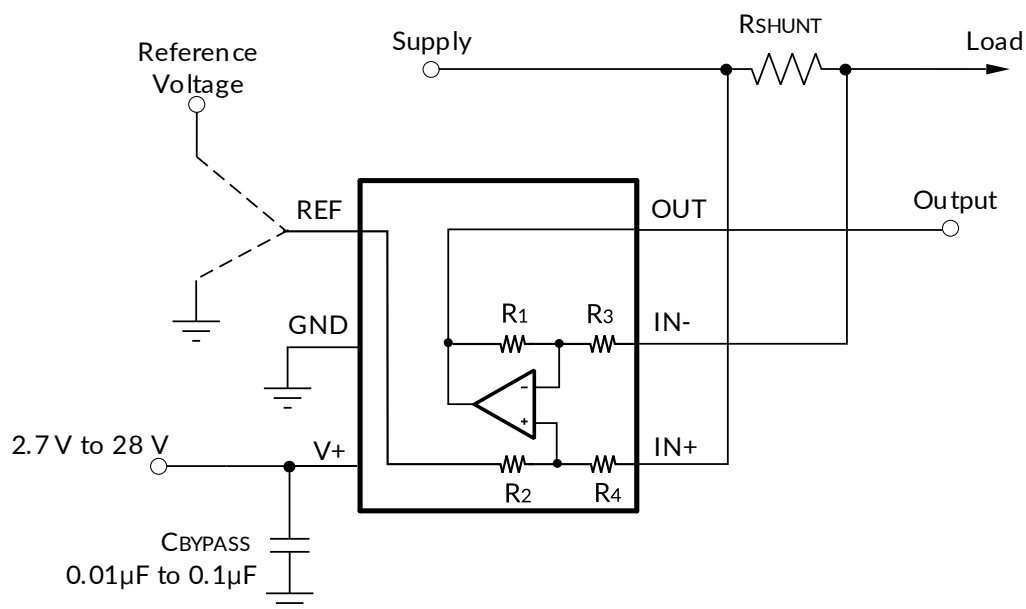 RSHUNT
Supply
Load
Reference
Voltage
REF
OUT
Output
R1
R3
IN-
GND
-
+
2.7 V to 28 V
V+
IN+
R2
R4
CBYPASS
0.01µF to 0.1µF